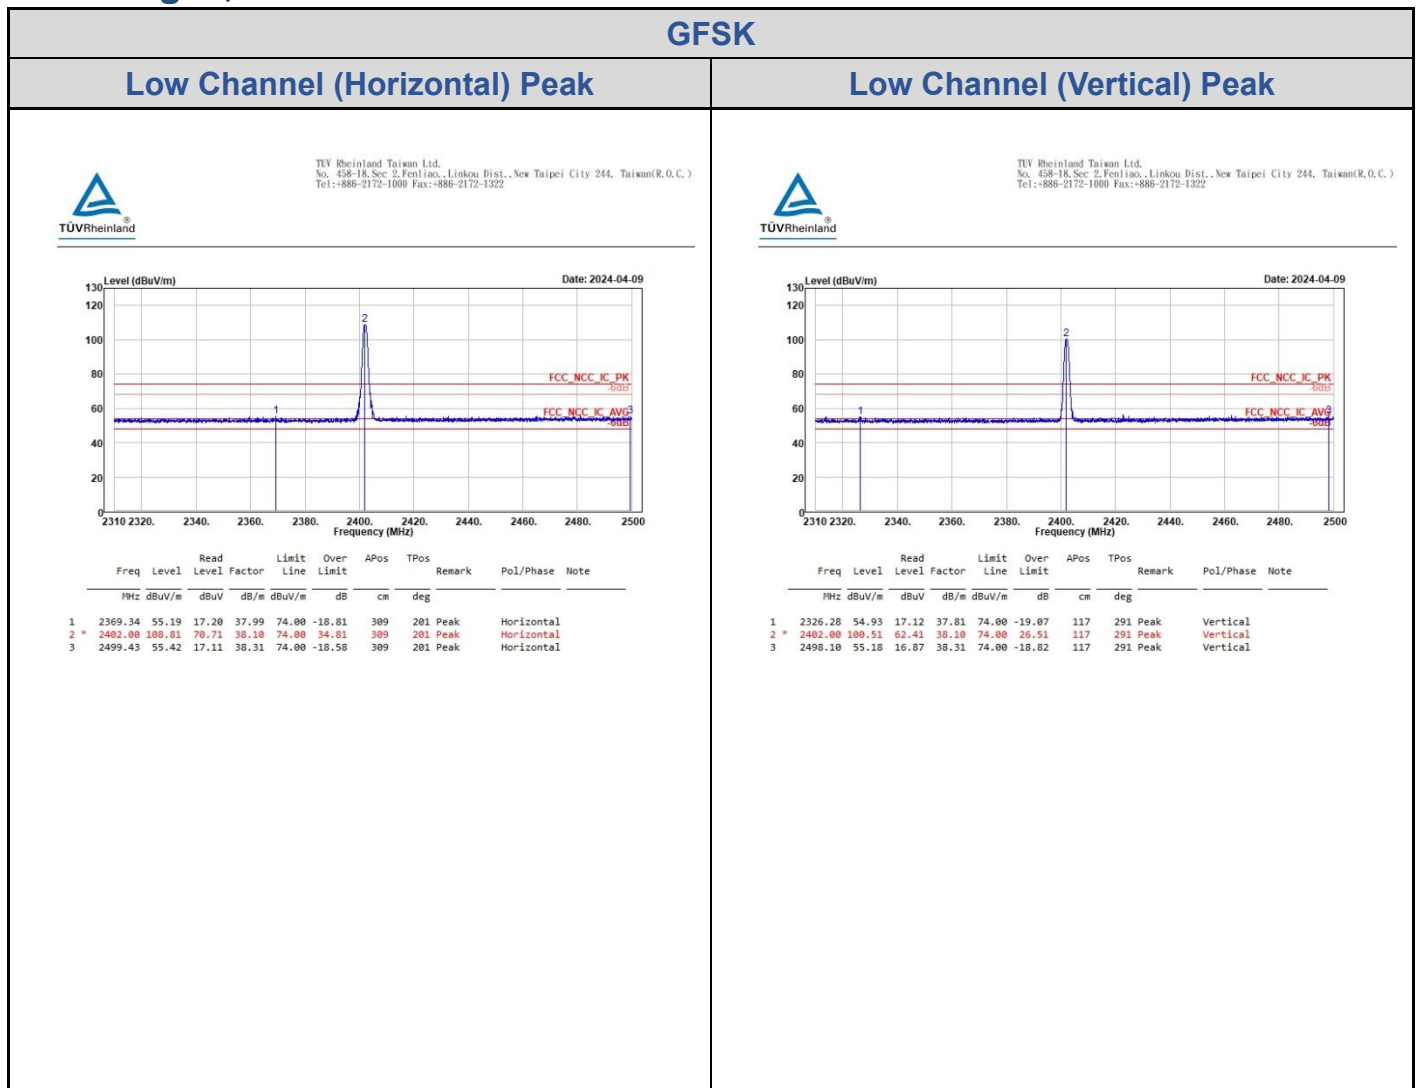 GFSK
Low Channel (Horizontal) Peak
Low Channel (Vertical) Peak
TUV Rheinland Taiwan Ltd.
No. 458-18.Sec 2.Fenliao..Linkou Dist..New Taipei City 244. Taiwan(R.O.C.)
Tel:+886-2172-1000 Fax:+886-2172-1322
TÜVRheinland®
Level (dBuV/m) Date: 2024-04-09
130
120
100
80
60
40
20
0
FCC_NCC_IC_PK
-6dB
FCC_NCC_IC_AVG
-6dB
1
2
3
2310 2320. 2340. 2360. 2380. 2400. 2420. 2440. 2460. 2480. 2500
Frequency (MHz)
Read Limit Over APos TPos
Freq Level Level Factor Line Limit Remark Pol/Phase Note
MHz dBuV/m dBuV dB/m dBuV/m dB cm deg
1 2369.34 55.19 17.20 37.99 74.00 -18.81 309 201 Peak Horizontal
2 * 2402.00 108.81 70.71 38.10 74.00 34.81 309 201 Peak Horizontal
3 2499.43 55.42 17.11 38.31 74.00 -18.58 309 201 Peak Horizontal
TUV Rheinland Taiwan Ltd.
No. 458-18.Sec 2.Fenliao..Linkou Dist..New Taipei City 244. Taiwan(R.O.C.)
Tel:+886-2172-1000 Fax:+886-2172-1322
TÜVRheinland®
Level (dBuV/m) Date: 2024-04-09
130
120
100
80
60
40
20
0
FCC_NCC_IC_PK
-6dB
FCC_NCC_IC_AVG
-6dB
1
2
3
2310 2320. 2340. 2360. 2380. 2400. 2420. 2440. 2460. 2480. 2500
Frequency (MHz)
Read Limit Over APos TPos
Freq Level Level Factor Line Limit Remark Pol/Phase Note
MHz dBuV/m dBuV dB/m dBuV/m dB cm deg
1 2326.28 54.93 17.12 37.81 74.00 -19.07 117 291 Peak Vertical
2 * 2402.00 100.51 62.41 38.10 74.00 26.51 117 291 Peak Vertical
3 2498.10 55.18 16.87 38.31 74.00 -18.82 117 291 Peak Vertical